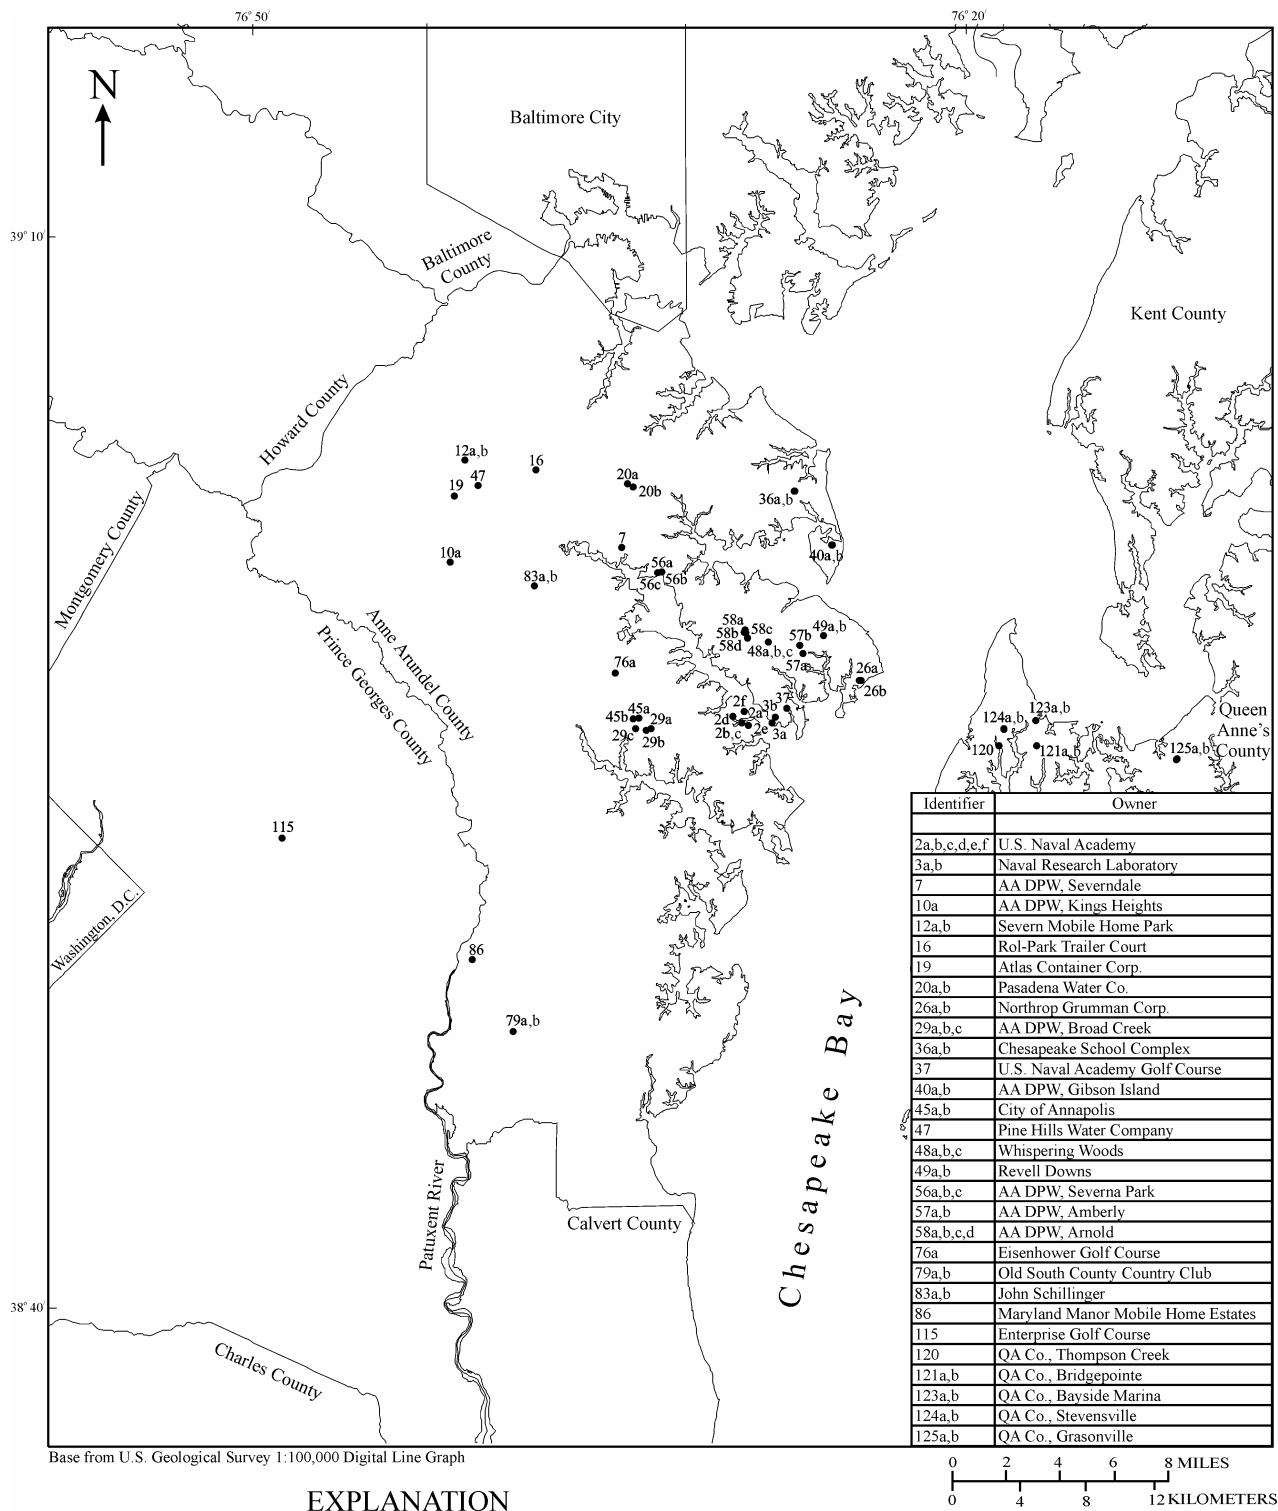 76° 50′
76° 20′
N
Baltimore City
39° 10′
Baltimore
County
Kent County
Howard County
12a,b
16
47
19
20a
20b
36a,b
Montgomery County
7
40a,b
10a
56a
56b
56c
83a,b
Anne Arundel County
Prince Georges County
58a
58c
58b
58d
48a,b,c
57b
49a,b
57a
76a
26a
26b
37
2f
3b
2a
2d
2b,c
2e
3a
45a
45b
29a
29c
29b
123a,b
124a,b
120
121a,b
125a,b
Queen
Anne's
County
115
Washington, D.C.
86
79a,b
Chesapeake Bay
Patuxent River
Calvert County
38° 40′
Charles County
Identifier Owner
2a,b,c,d,e,f U.S. Naval Academy
3a,b Naval Research Laboratory
7 AA DPW, Severndale
10a AA DPW, Kings Heights
12a,b Severn Mobile Home Park
16 Rol-Park Trailer Court
19 Atlas Container Corp.
20a,b Pasadena Water Co.
26a,b Northrop Grumman Corp.
29a,b,c AA DPW, Broad Creek
36a,b Chesapeake School Complex
37 U.S. Naval Academy Golf Course
40a,b AA DPW, Gibson Island
45a,b City of Annapolis
47 Pine Hills Water Company
48a,b,c Whispering Woods
49a,b Revell Downs
56a,b,c AA DPW, Severna Park
57a,b AA DPW, Amberly
58a,b,c,d AA DPW, Arnold
76a Eisenhower Golf Course
79a,b Old South County Country Club
83a,b John Schillinger
86 Maryland Manor Mobile Home Estates
115 Enterprise Golf Course
120 QA Co., Thompson Creek
121a,b QA Co., Bridgepointe
123a,b QA Co., Bayside Marina
124a,b QA Co., Stevensville
125a,b QA Co., Grasonville
Base from U.S. Geological Survey 1:100,000 Digital Line Graph
0 2 4 6 8 MILES
0 4 8 12 KILOMETERS
EXPLANATION